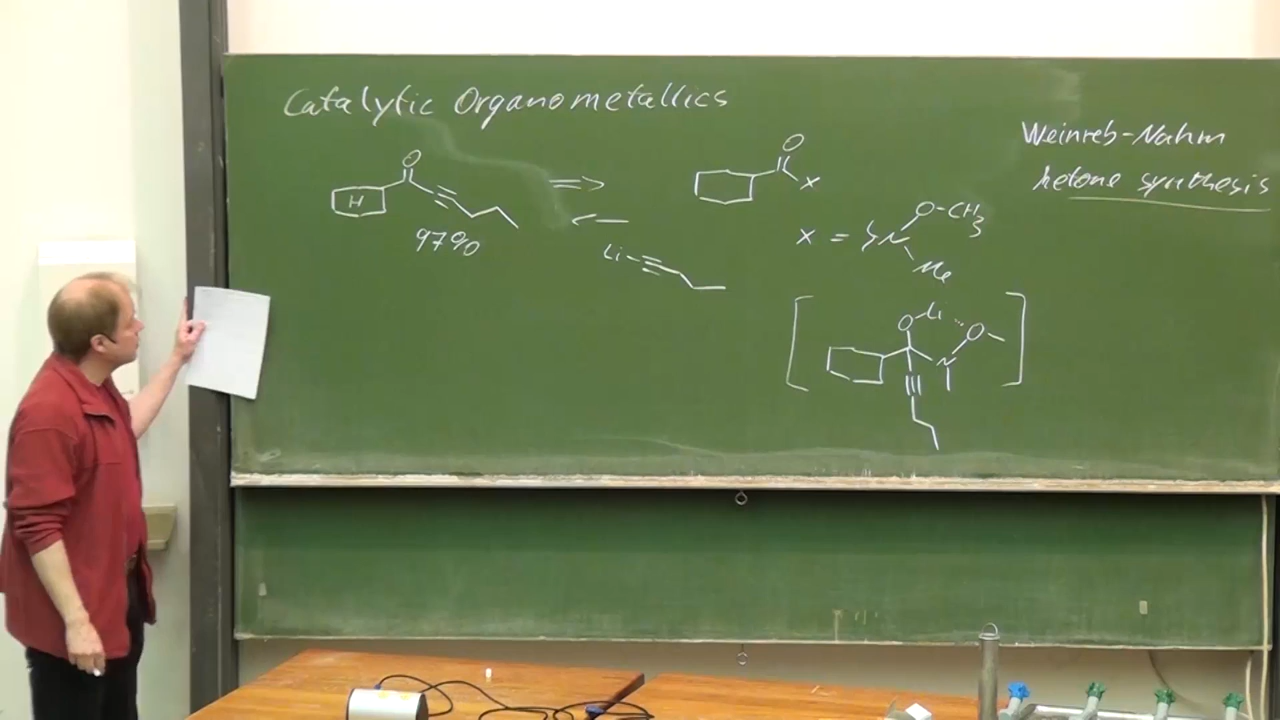 Catalytic Organometallics
Weinreb-Nahm
ketone synthesis
O
H
97%
O
X
Li
X = N
O-CH3
Me
O Li O
N